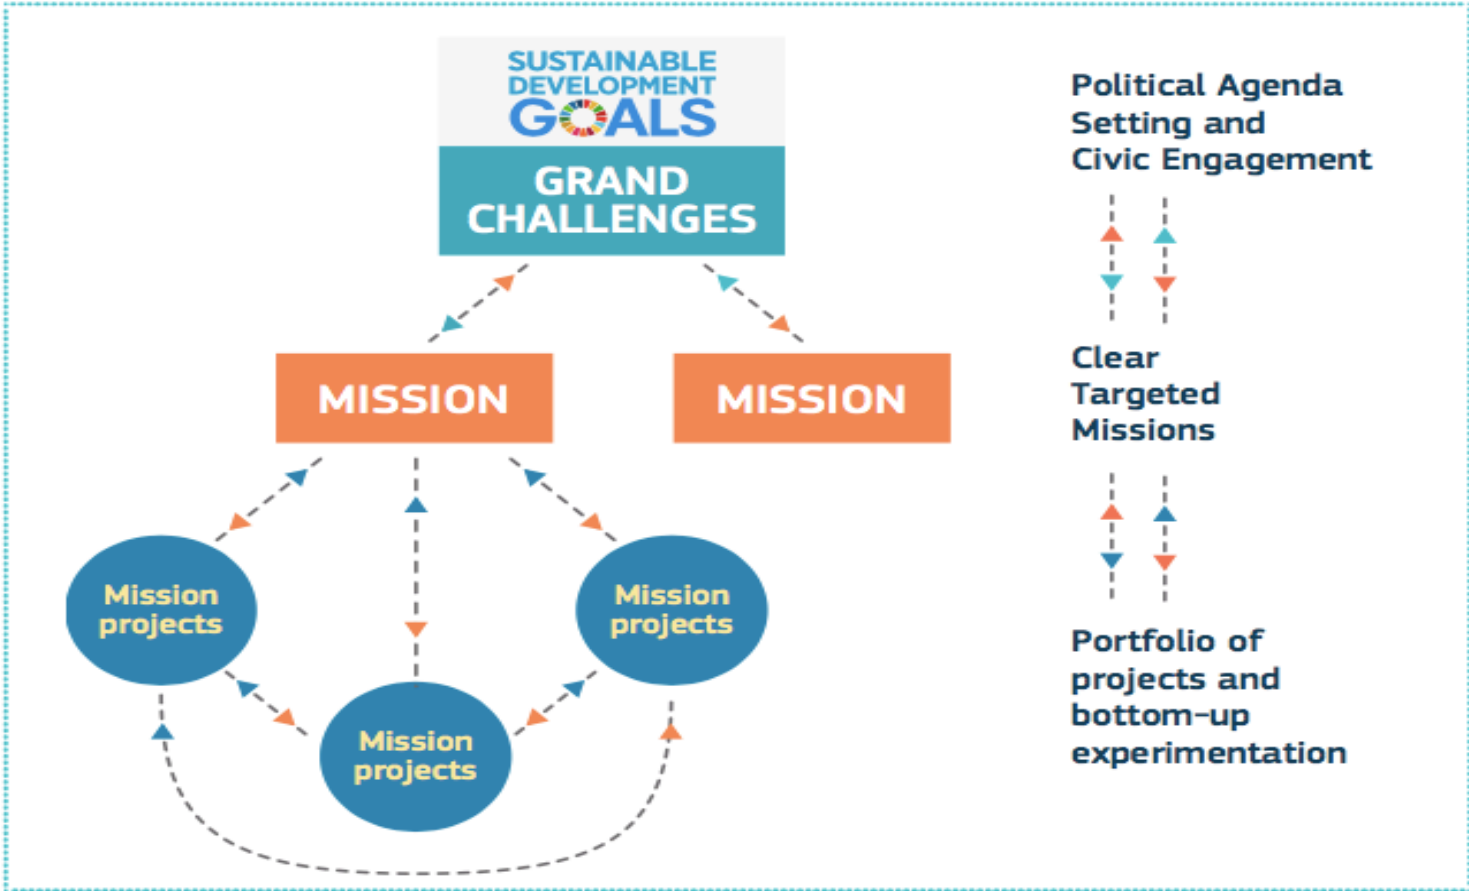 SUSTAINABLE
DEVELOPMENT
GOALS
GRAND
CHALLENGES
MISSION
MISSION
Mission
projects
Mission
projects
Mission
projects
Political Agenda
Setting and
Civic Engagement
Clear
Targeted
Missions
Portfolio of
projects and
bottom-up
experimentation